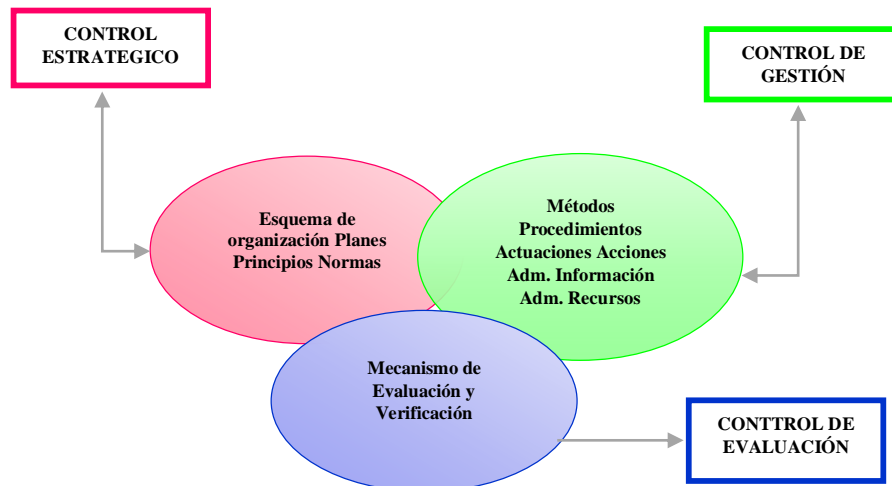 CONTROL
ESTRATEGICO
CONTROL DE
GESTIÓN
Esquema de
organización Planes
Principios Normas
Métodos
Procedimientos
Actuaciones Acciones
Adm. Información
Adm. Recursos
Mecanismo de
Evaluación y
Verificación
CONTTROL DE
EVALUACIÓN